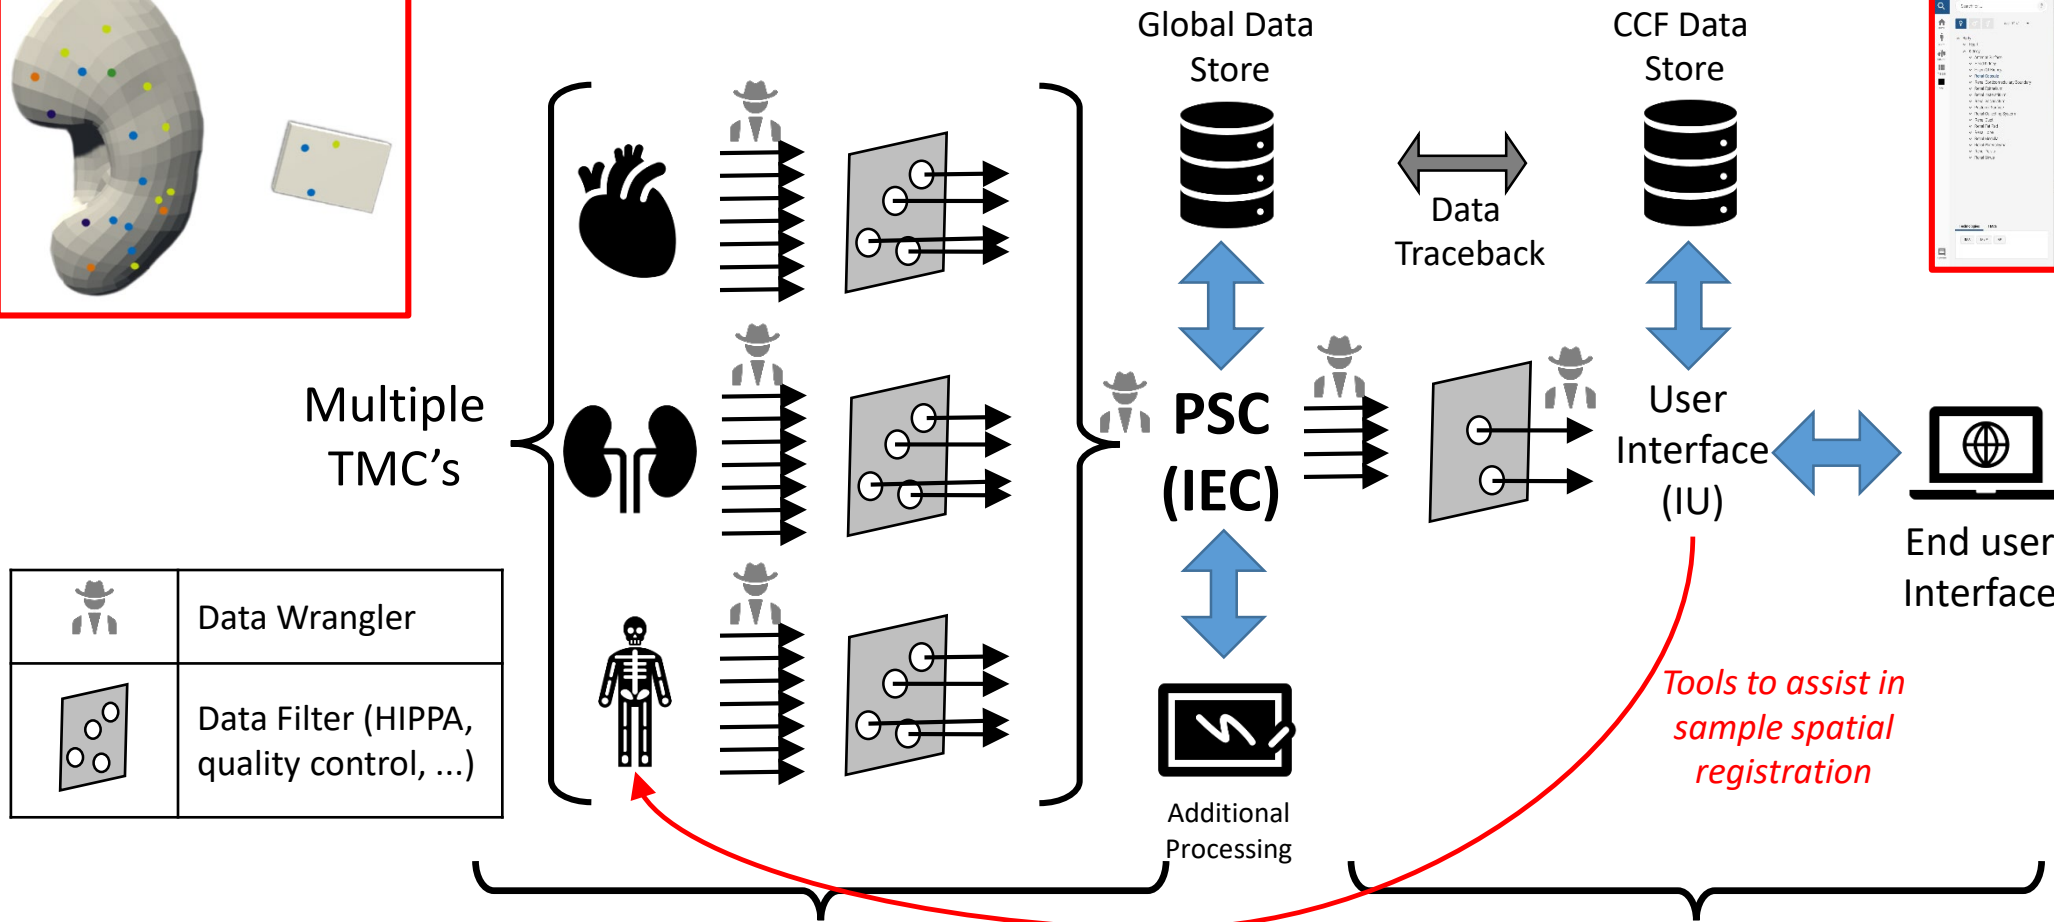 Global Data
Store
CCF Data
Store
Data
Traceback
Multiple
TMC’s
PSC
(IEC)
User
Interface
(IU)
End user
Interface
Data Wrangler
Data Filter (HIPPA,
quality control, ...)
Tools to assist in
sample spatial
registration
Additional
Processing